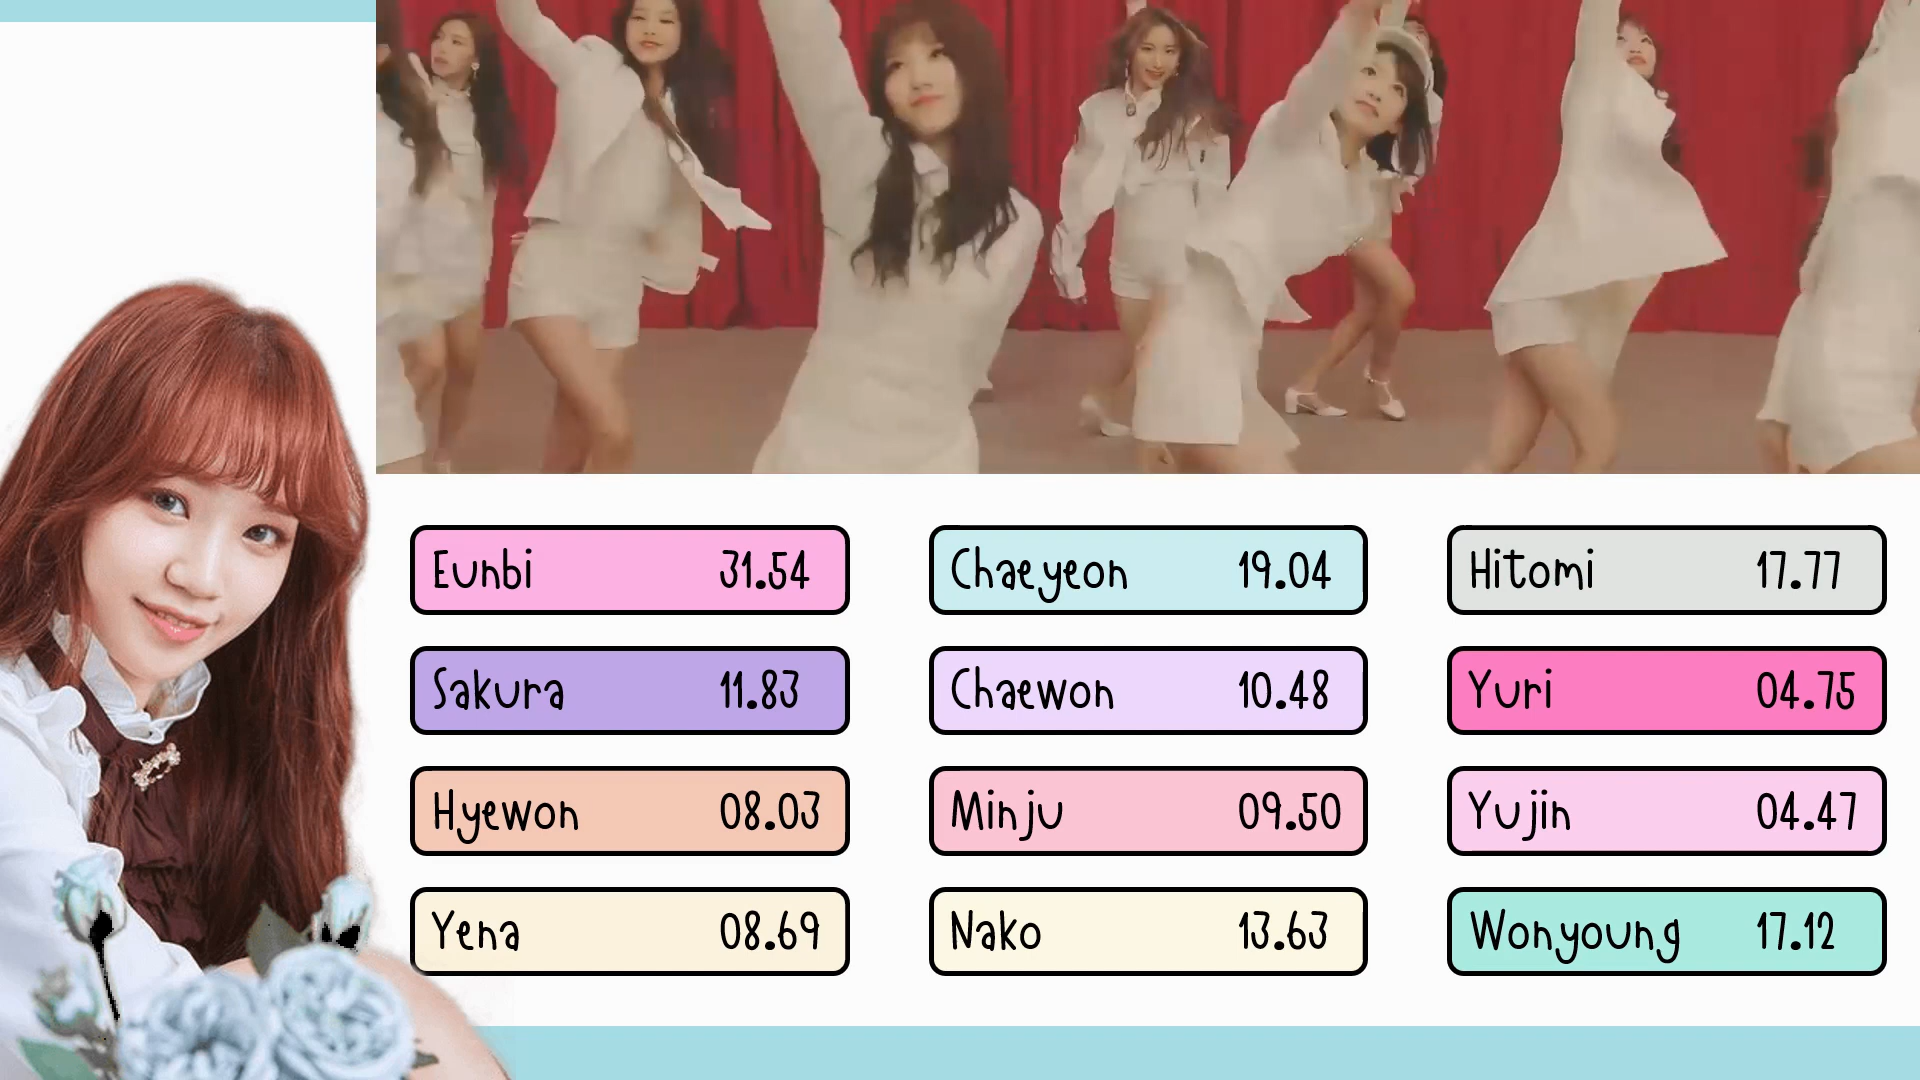 Eunbi 31.54
Chaeyeon 19.04
Hitomi 17.77
Sakura 11.83
Chaewon 10.48
Yuri 04.75
Hyewon 08.03
Minju 09.50
Yujin 04.47
Yena 08.69
Nako 13.63
Wonyoung 17.12